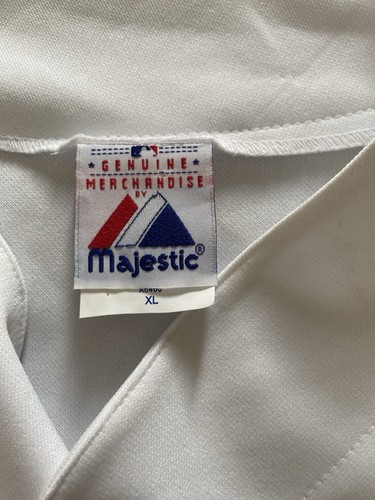 GENUINE
MERCHANDISE
BY
Majestic®
XL